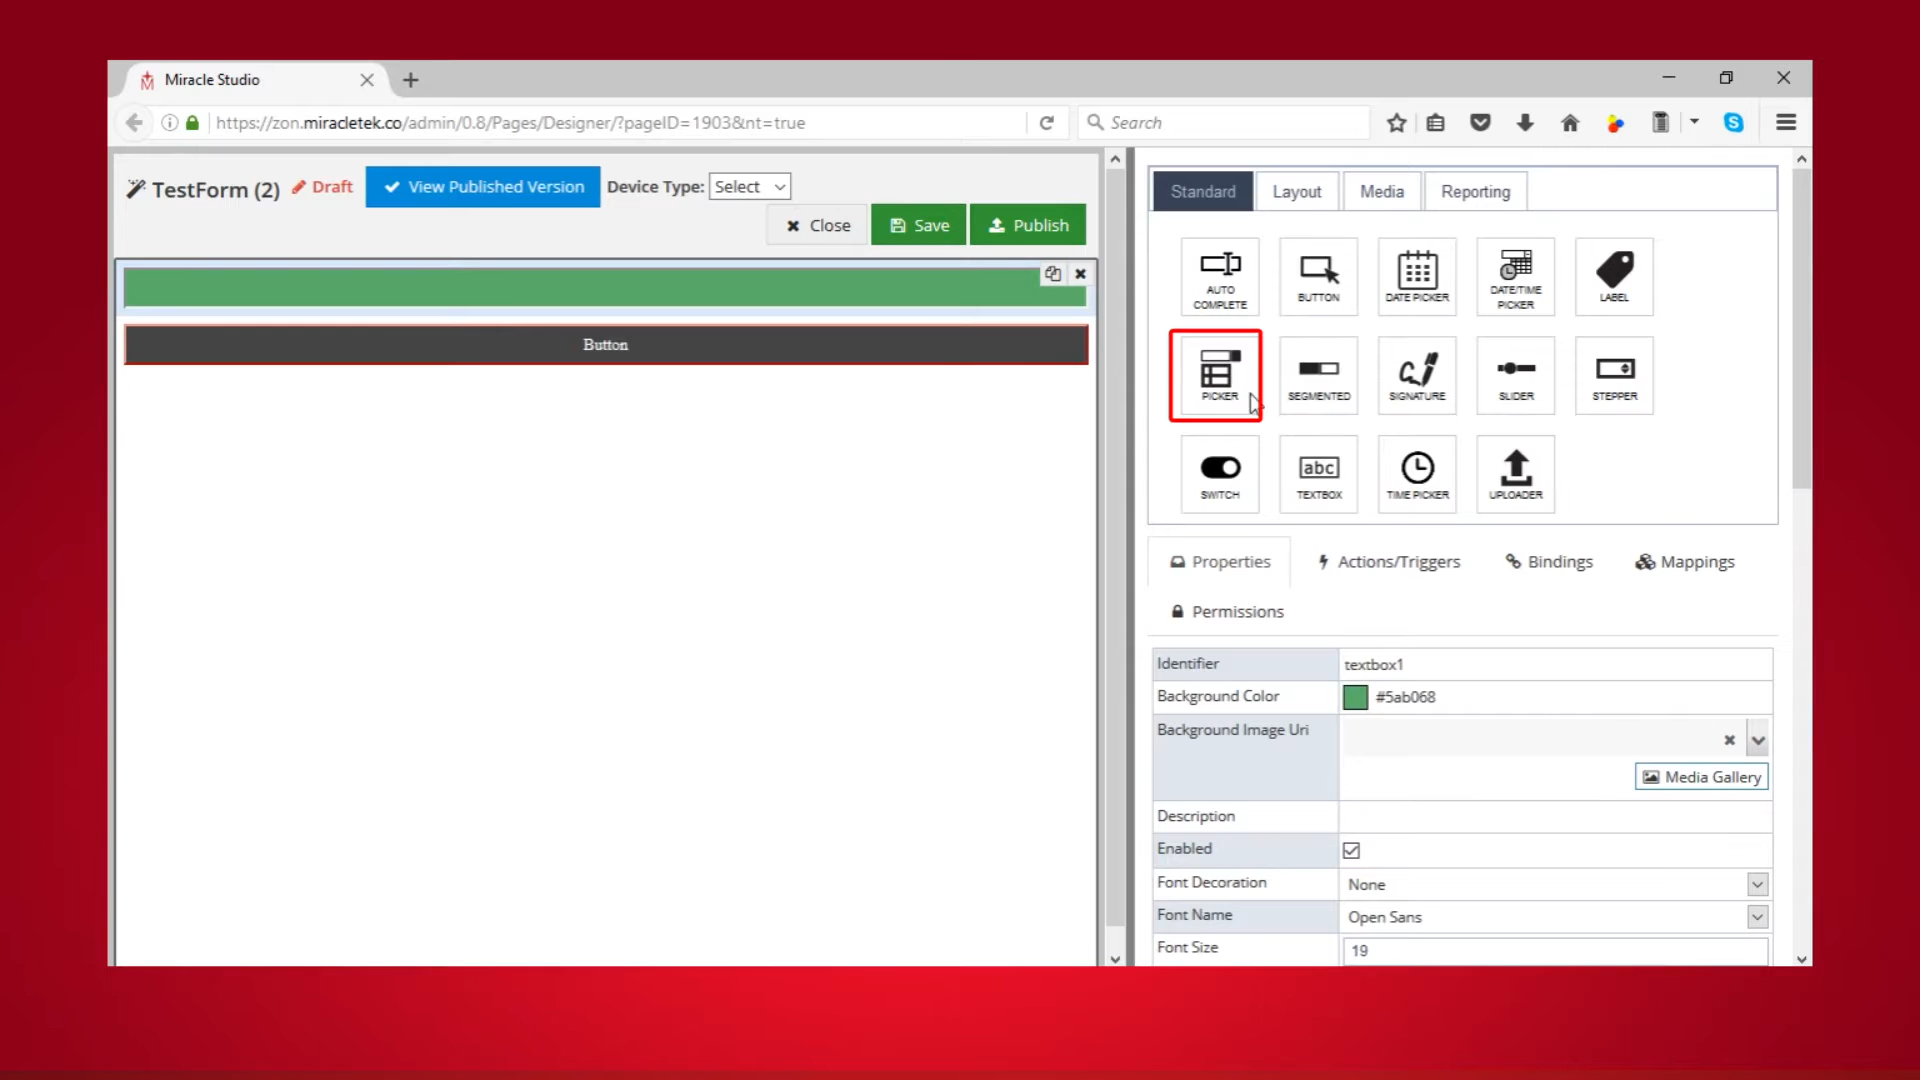 Miracle Studio
https://zon.miracletek.co/admin/0.8/Pages/Designer/?pageID=1903&nt=true
Search
TestForm (2) Draft View Published Version Device Type: Select
Close Save Publish
Button
Standard Layout Media Reporting
AUTO COMPLETE
BUTTON
DATE PICKER
DATE/TIME PICKER
LABEL
PICKER
SEGMENTED
SIGNATURE
SLIDER
STEPPER
SWITCH
abc
TEXTBOX
TIME PICKER
UPLOADER
Properties Actions/Triggers Bindings Mappings
Permissions
Identifier textbox1
Background Color #5ab068
Background Image Uri
Media Gallery
Description
Enabled
Font Decoration None
Font Name Open Sans
Font Size 19